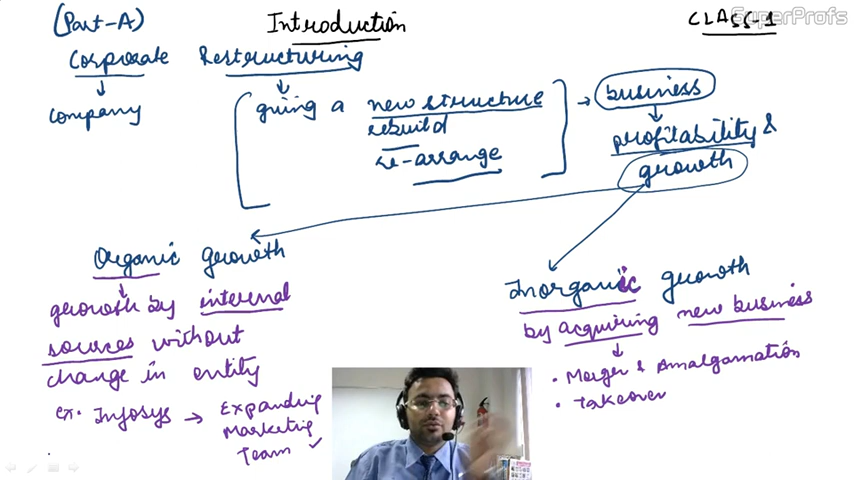 (Part-A)
Introduction
CLASS-1
SuperProfs
Corporate Restructuring
company
giving a new structure
rebuild
re-arrange
business
profitability &
growth
Organic growth
growth by internal
sources without
change in entity
ex. Infosys → Expanding
Marketing
Team ✓
Inorganic growth
by acquiring new business
• Merger & Amalgamation
• Takeover